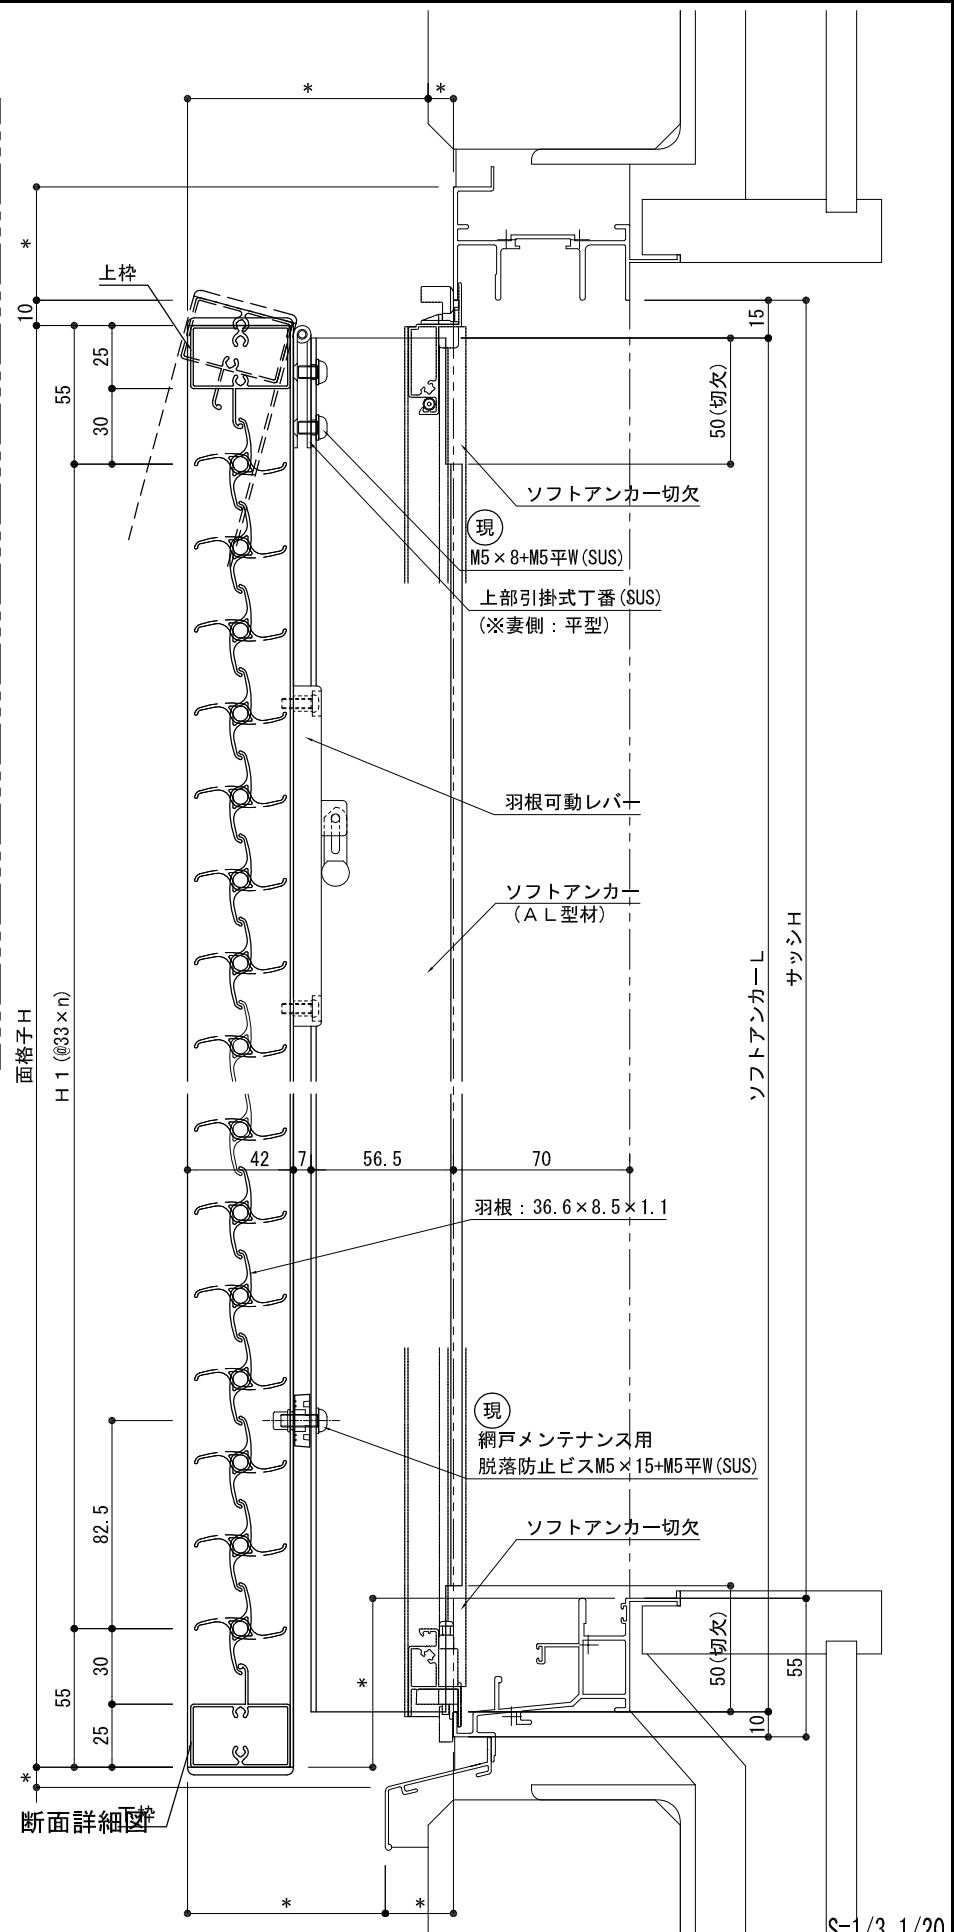 *
*
*
上枠
10
15
25
55
30
50(切欠)
ソフトアンカー切欠
現
M5×8+M5平W(SUS)
上部引掛式丁番(SUS)
(※妻側：平型)
羽根可動レバー
ソフトアンカー
(AL型材)
サッシH
ソフトアンカーL
面格子H
H1(@33×n)
42
7
56.5
70
羽根：36.6×8.5×1.1
現
網戸メンテナンス用
脱落防止ビスM5×15+M5平W(SUS)
82.5
ソフトアンカー切欠
50(切欠)
55
30
55
*
25
10
*
下枠
断面詳細図
*
*
S=1/3,1/20